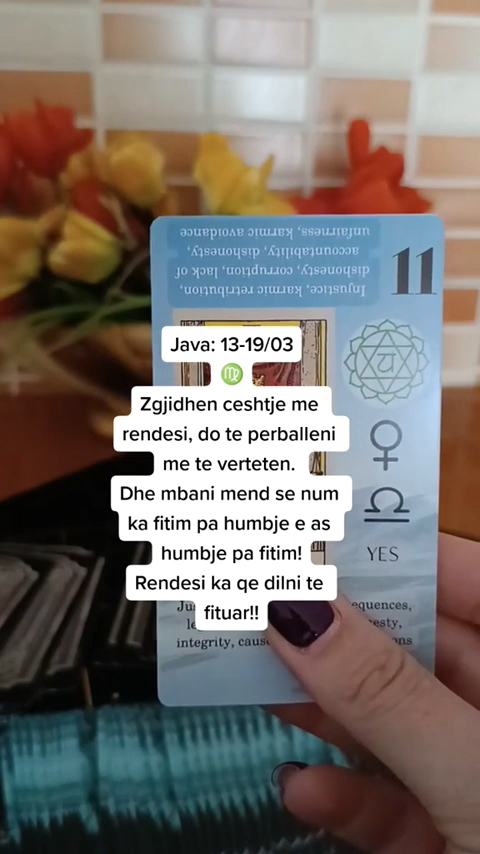 Injustice, karmic retribution,
dishonesty, corruption, lack of
accountability, dishonesty,
unfairness, karmic avoidance
11
Java: 13-19/03
♍
Zgjidhen ceshtje me
rendesi, do te perballeni
me te verteten.
Dhe mbani mend se num
ka fitim pa humbje e as
humbje pa fitim!
Rendesi ka qe dilni te
fituar!!
YES
integrity,